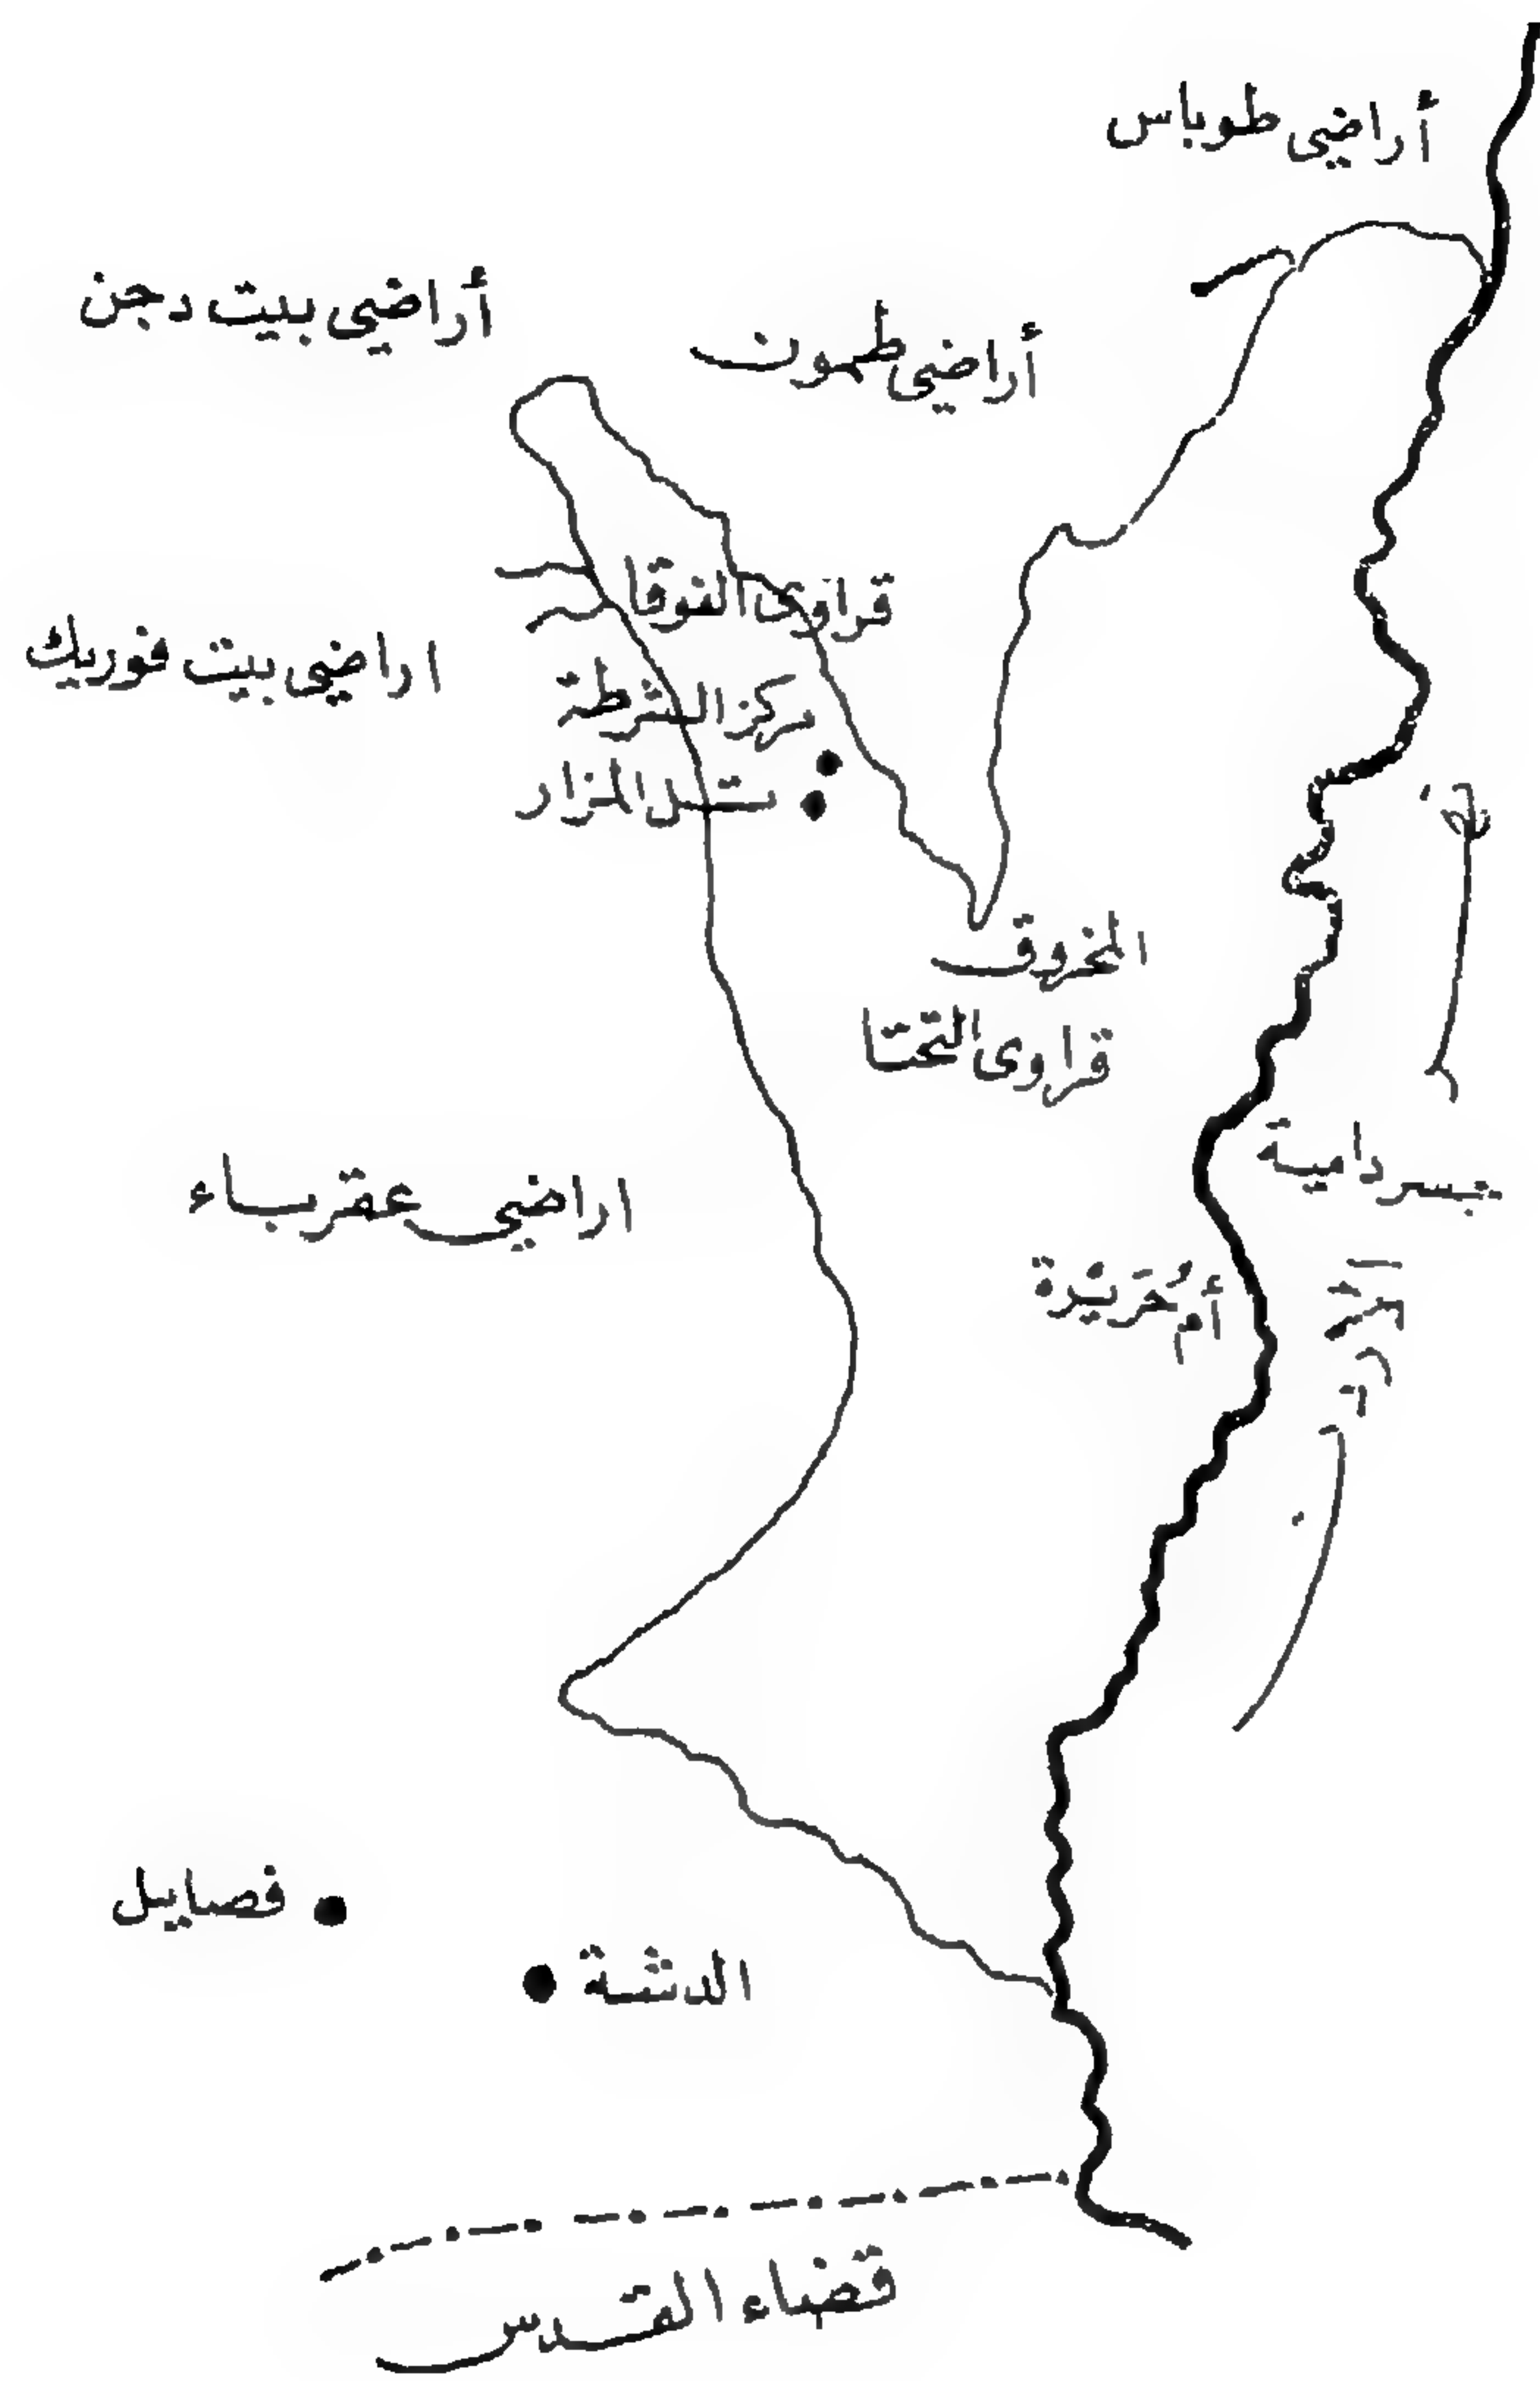 أراضي طوباس
أراضي بيت دجن
أراضي طمون
قراوى الفوقا
اراضي بيت فوريك
مركز الشرطة
تل المزار
المخروق
قراوى التحتا
جسر دامية
اراضي عقرباء
أم حُرَيْرة
فصايل
الدشة
قضاء القدس